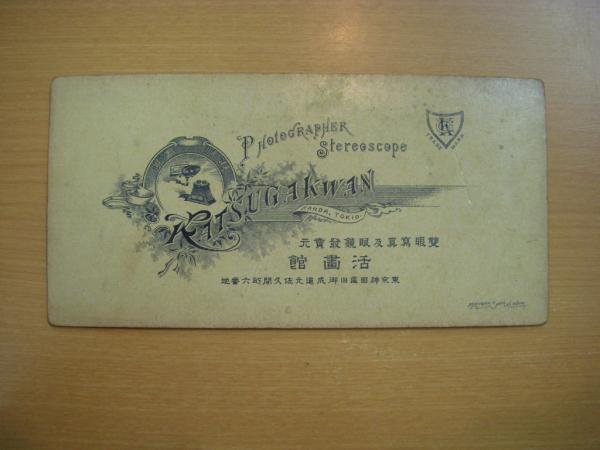 PHOTOGRAPHER
Stereoscope
KATSUGAKWAN
KANDA, TOKIO.
TRADE MARK
雙眼寫眞及眼鏡發賣元
活畫館
東京神田區旧御成道元佐久間町六番地